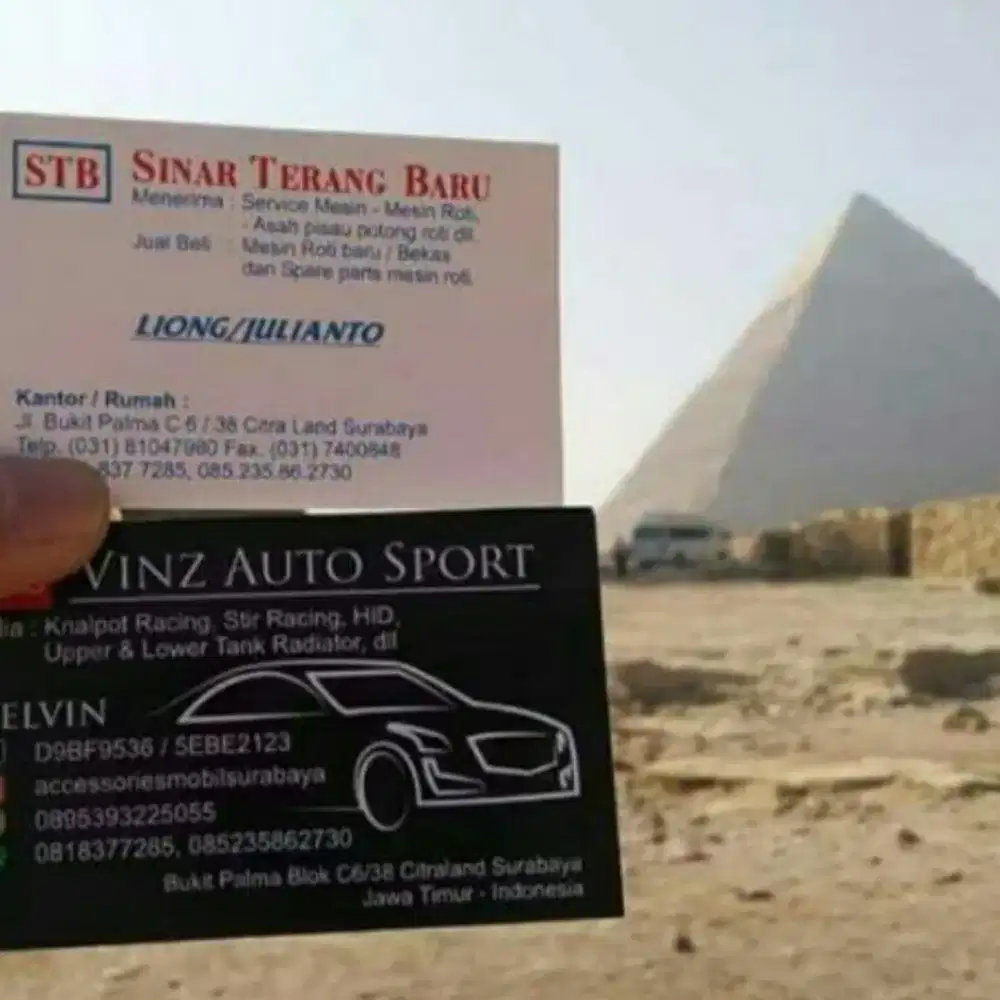 STB SINAR TERANG BARU
Menerima : Service Mesin - Mesin Roti,
- Asah pisau potong roti dll.
Jual Beli : Mesin Roti baru / Bekas
dan Spare parts mesin roti.
LIONG/JULIANTO
Kantor / Rumah :
Jl. Bukit Palma C 6 / 38 Citra Land Surabaya
Telp. (031) 81047980 Fax. (031) 7400848
837 7285, 085.235.86.2730
VINZ AUTO SPORT
dia : Knalpot Racing, Stir Racing, HID,
Upper & Lower Tank Radiator, dll
ELVIN
D9BF9536 / 5EBE2123
accessoriesmobilsurabaya
0895393225055
0818377285, 085235862730
Bukit Palma Blok C6/38 Citraland Surabaya
Jawa Timur - Indonesia